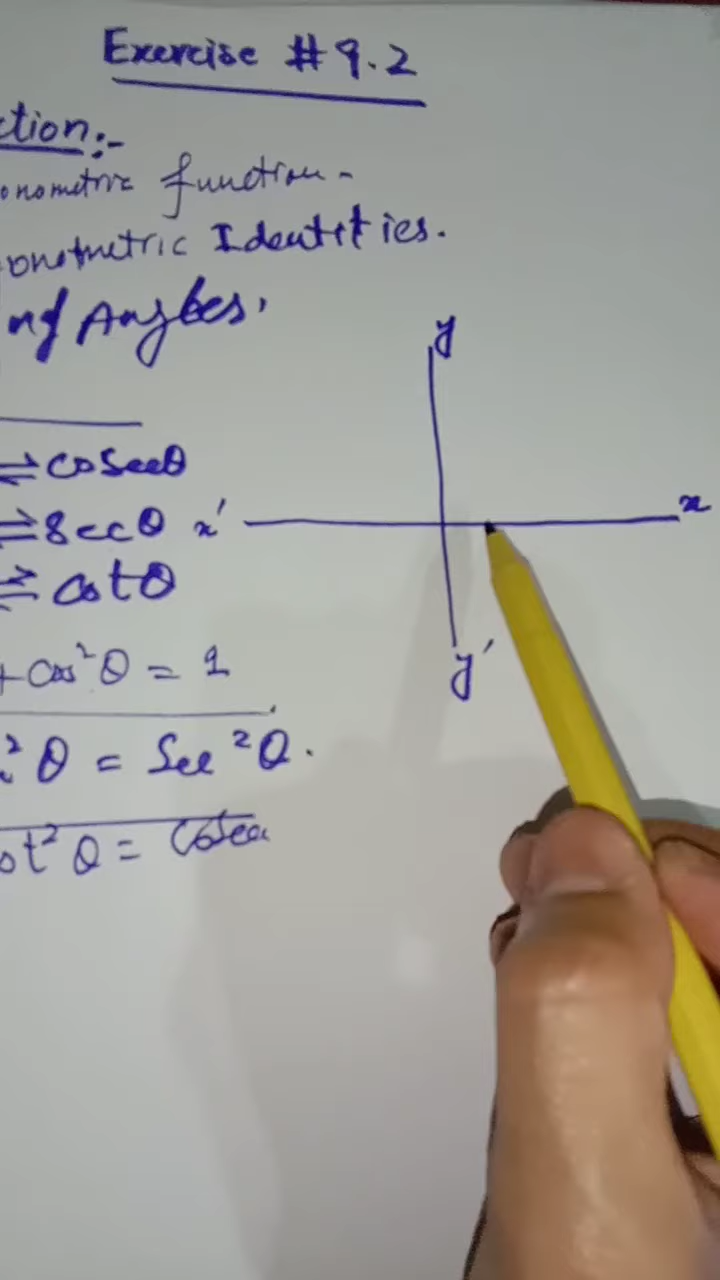 Exercise # 9.2
ction:-
onometric function -
onometric Identities.
of Angles.
y
⇌ cosecθ
x
⇌ Secθ x'
⇌ cotθ
y'
+ cos²θ = 1
²θ = Sec²θ.
ot²θ = Cosec